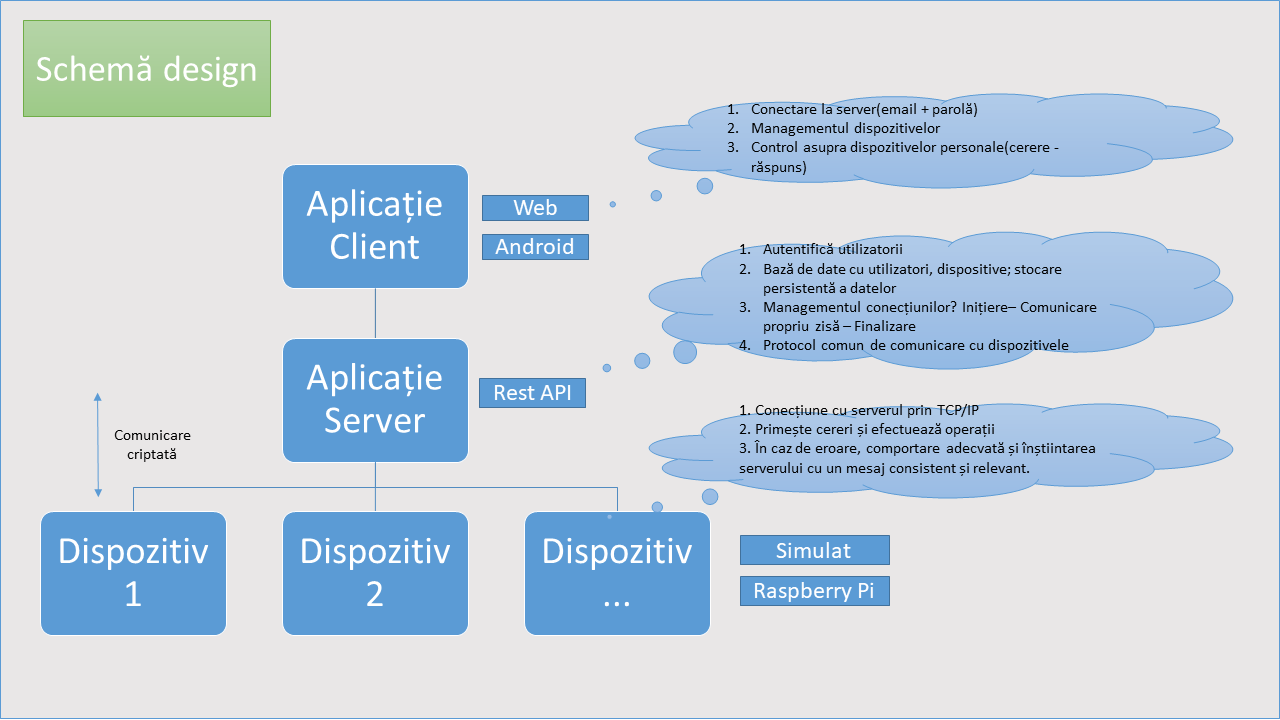 Schemă design
1. Conectare la server(email + parolă)
2. Managementul dispozitivelor
3. Control asupra dispozitivelor personale(cerere -
răspuns)
Aplicație
Client
Web
Android
1. Autentifică utilizatorii
2. Bază de date cu utilizatori, dispositive; stocare
persistentă a datelor
3. Managementul conecțiunilor? Inițiere– Comunicare
propriu zisă – Finalizare
4. Protocol comun de comunicare cu dispozitivele
Aplicație
Server
Rest API
Comunicare
criptată
1. Conecțiune cu serverul prin TCP/IP
2. Primește cereri și efectuează operații
3. În caz de eroare, comportare adecvată și înștiintarea
serverului cu un mesaj consistent și relevant.
Dispozitiv
1
Dispozitiv
2
Dispozitiv
...
Simulat
Raspberry Pi